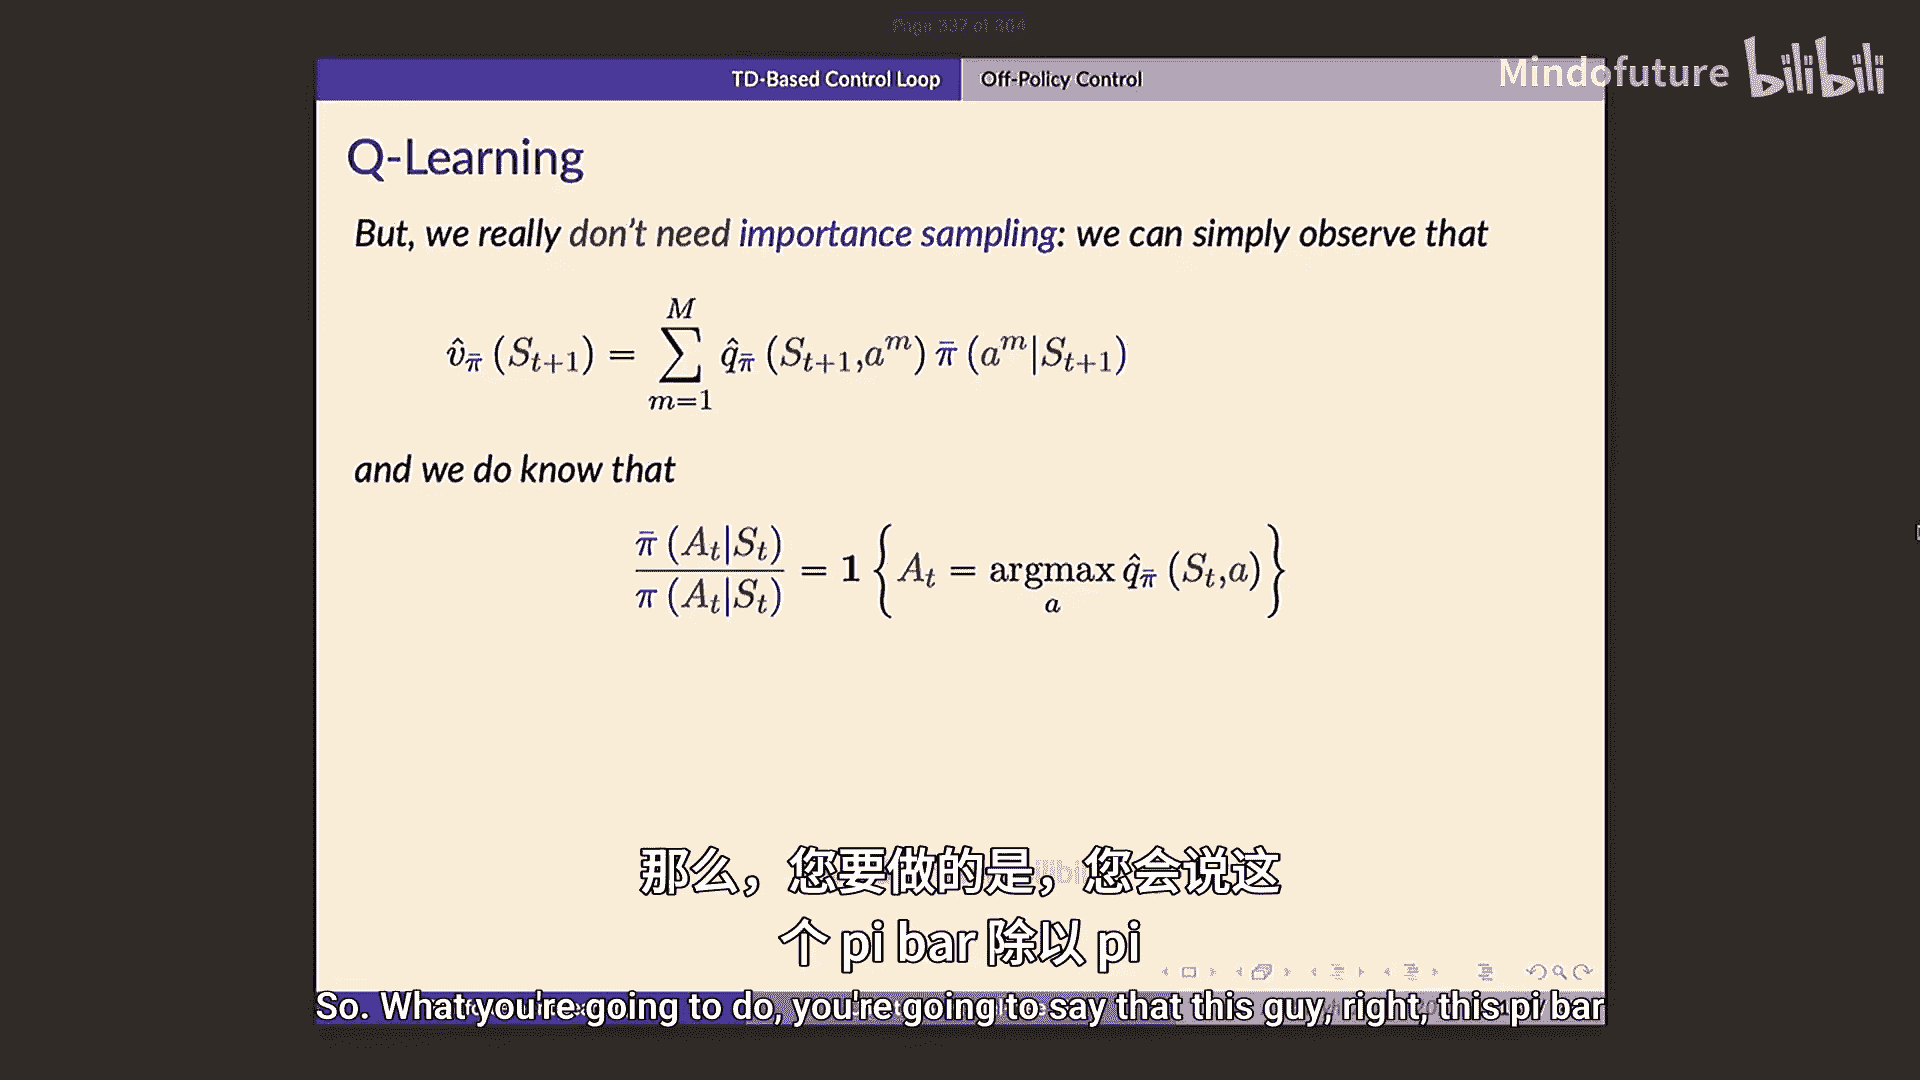 Page 337 of 364
TD-Based Control Loop
Off-Policy Control
Mindofuture bilibili
Q-Learning
But, we really don't need importance sampling: we can simply observe that
v̂_π̄ (S_{t+1}) = ∑_{m=1}^{M} q̂_π̄ (S_{t+1},a^m) π̄ (a^m|S_{t+1})
and we do know that
π̄ (A_t|S_t) / π (A_t|S_t) = 1 { A_t = argmax_a q̂_π̄ (S_t,a) }
那么，您要做的是，您会说这
个 pi bar 除以 pi
So. What you're going to do, you're going to say that this guy, right, this pi bar